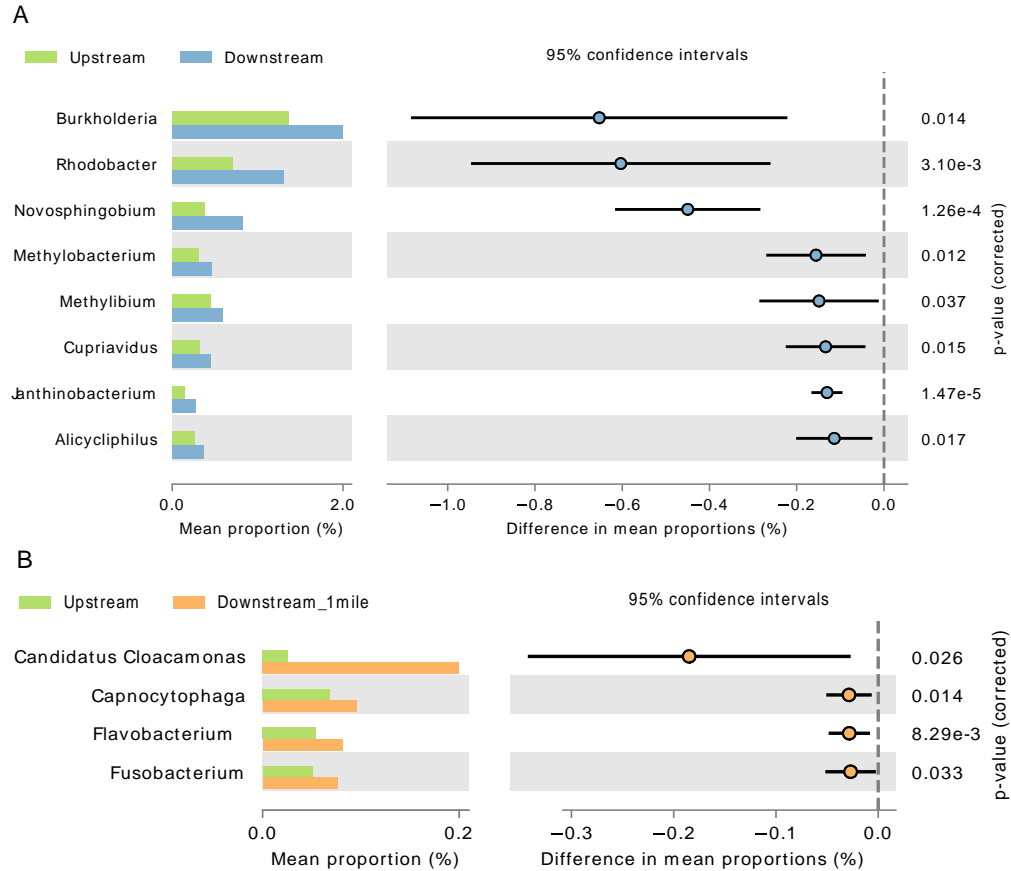 A
Upstream Downstream 95% confidence intervals
Burkholderia 0.014
Rhodobacter 3.10e-3
Novosphingobium 1.26e-4
Methylobacterium 0.012
Methylibium 0.037
Cupriavidus 0.015
Janthinobacterium 1.47e-5
Alicycliphilus 0.017
p-value (corrected)
0.0 2.0 −1.0 −0.8 −0.6 −0.4 −0.2 0.0
Mean proportion (%) Difference in mean proportions (%)
B
Upstream Downstream_1mile 95% confidence intervals
Candidatus Cloacamonas 0.026
Capnocytophaga 0.014
Flavobacterium 8.29e-3
Fusobacterium 0.033
p-value (corrected)
0.0 0.2 −0.3 −0.2 −0.1 0.0
Mean proportion (%) Difference in mean proportions (%)